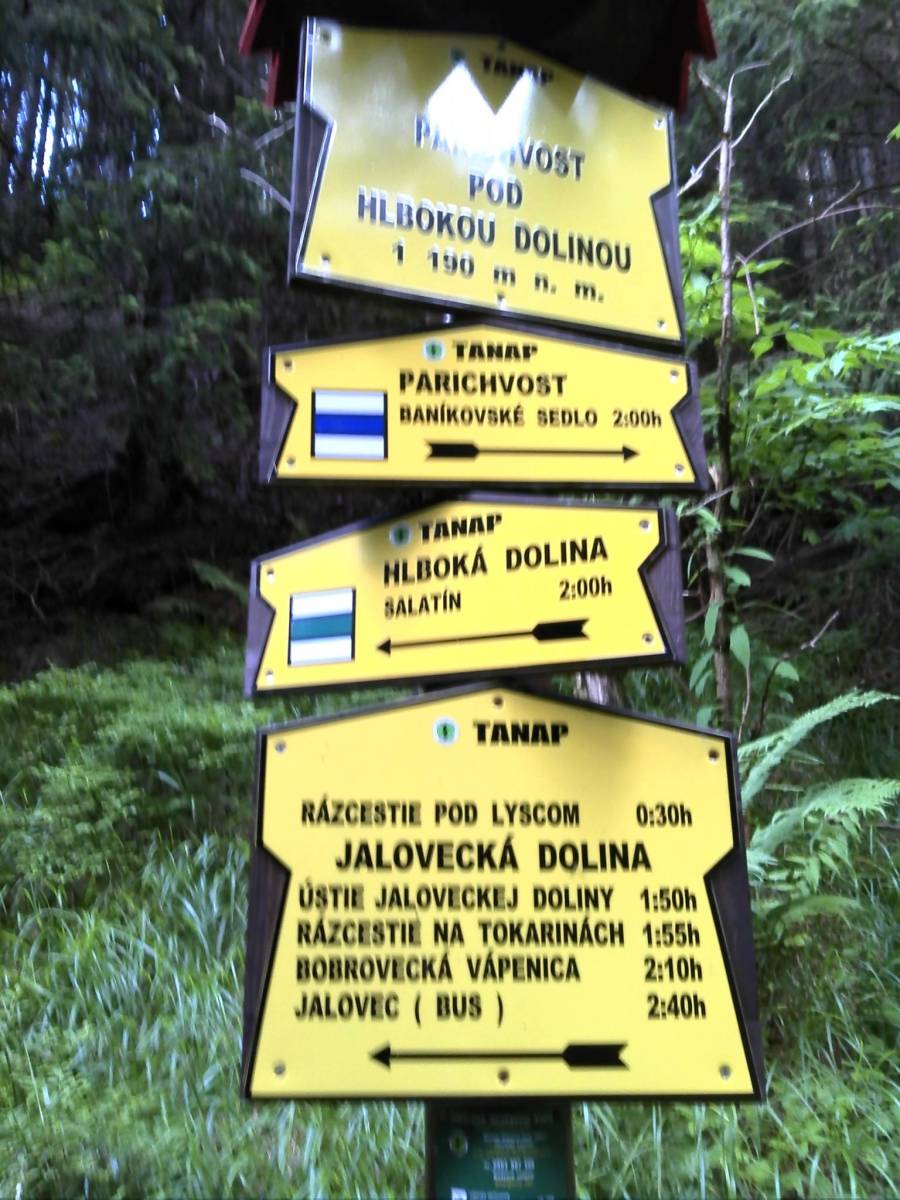 TANAP
PARICHVOST
POD
HLBOKOU DOLINOU
1 190 m n. m.
TANAP
PARICHVOST
BANÍKOVSKÉ SEDLO 2:00h
TANAP
HLBOKÁ DOLINA
SALATÍN 2:00h
TANAP
RÁZCESTIE POD LYSCOM 0:30h
JALOVECKÁ DOLINA
ÚSTIE JALOVECKEJ DOLINY 1:50h
RÁZCESTIE NA TOKARINÁCH 1:55h
BOBROVECKÁ VÁPENICA 2:10h
JALOVEC ( BUS ) 2:40h